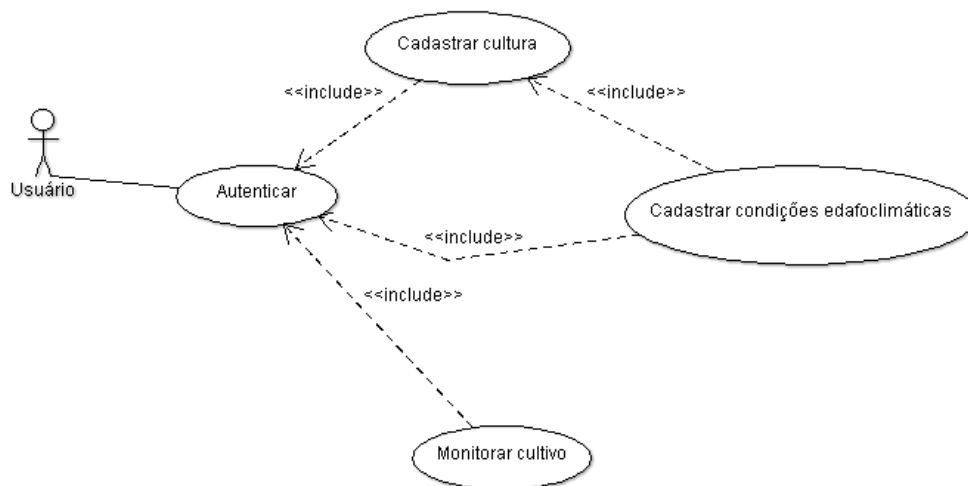 Cadastrar cultura
<<include>>
<<include>>
Usuário
Autenticar
Cadastrar condições edafoclimáticas
<<include>>
<<include>>
Monitorar cultivo